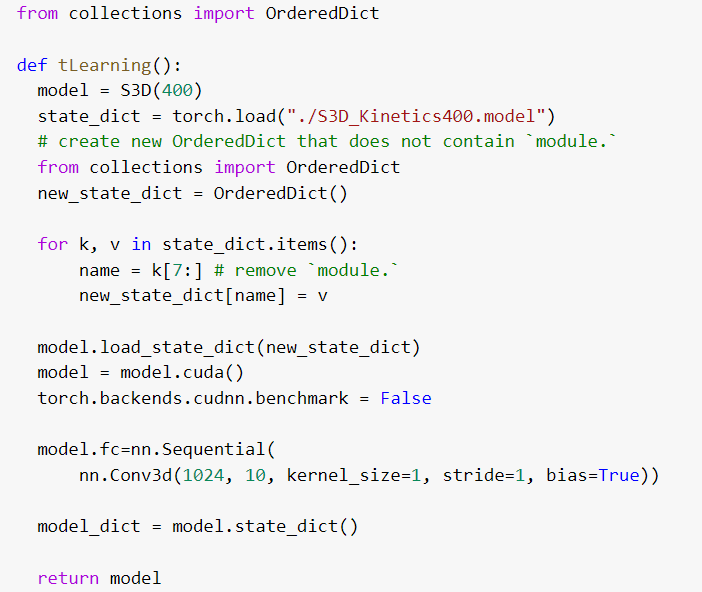 from collections import OrderedDict
def tLearning():
model = S3D(400)
state_dict = torch.load("./S3D_Kinetics400.model")
# create new OrderedDict that does not contain `module.`
from collections import OrderedDict
new_state_dict = OrderedDict()
for k, v in state_dict.items():
name = k[7:] # remove `module.`
new_state_dict[name] = v
model.load_state_dict(new_state_dict)
model = model.cuda()
torch.backends.cudnn.benchmark = False
model.fc=nn.Sequential(
nn.Conv3d(1024, 10, kernel_size=1, stride=1, bias=True))
model_dict = model.state_dict()
return model